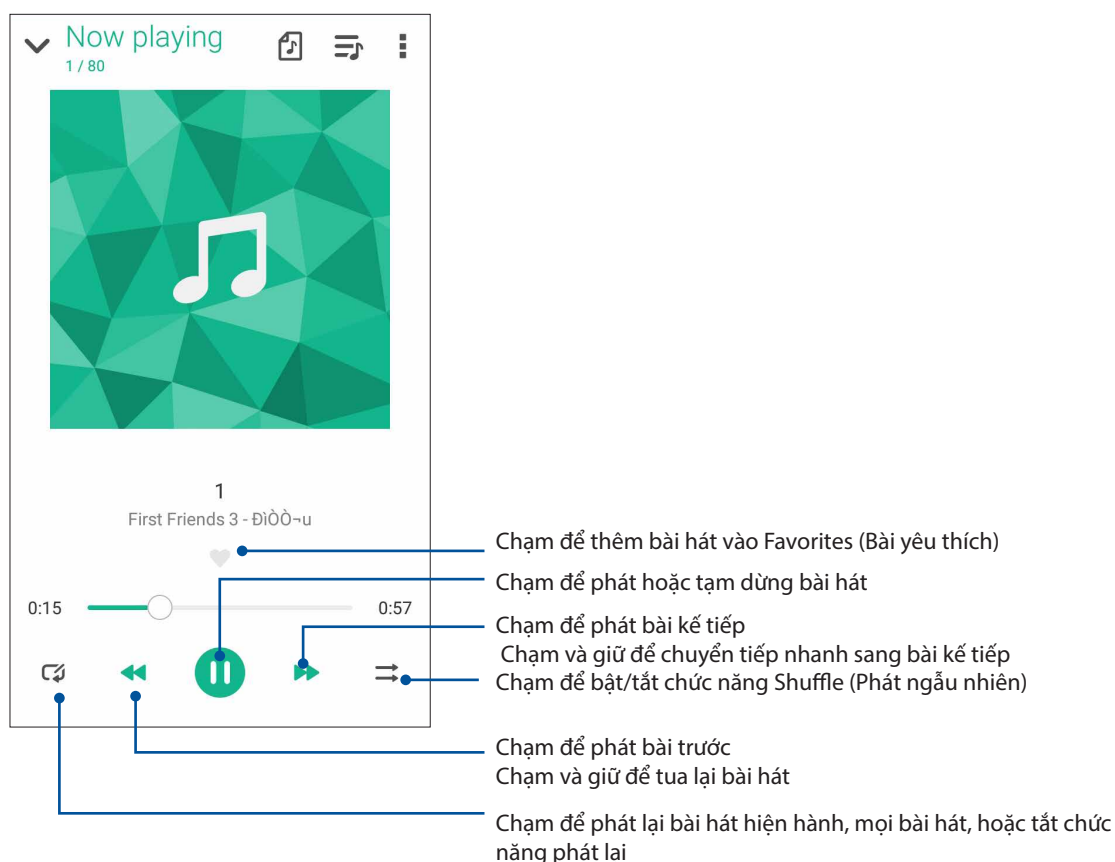 Now playing
1 / 80
1
First Friends 3 - ÐìÒÒ¬u
0:15
0:57
Chạm để thêm bài hát vào Favorites (Bài yêu thích)
Chạm để phát hoặc tạm dừng bài hát
Chạm để phát bài kế tiếp
Chạm và giữ để chuyển tiếp nhanh sang bài kế tiếp
Chạm để bật/tắt chức năng Shuffle (Phát ngẫu nhiên)
Chạm để phát bài trước
Chạm và giữ để tua lại bài hát
Chạm để phát lại bài hát hiện hành, mọi bài hát, hoặc tắt chức
năng phát lại